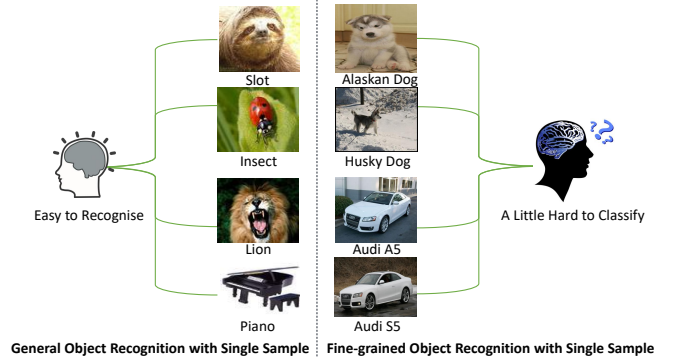 Slot
Insect
Easy to Recognise
Lion
Piano
General Object Recognition with Single Sample
Alaskan Dog
Husky Dog
A Little Hard to Classify
Audi A5
Audi S5
Fine-grained Object Recognition with Single Sample